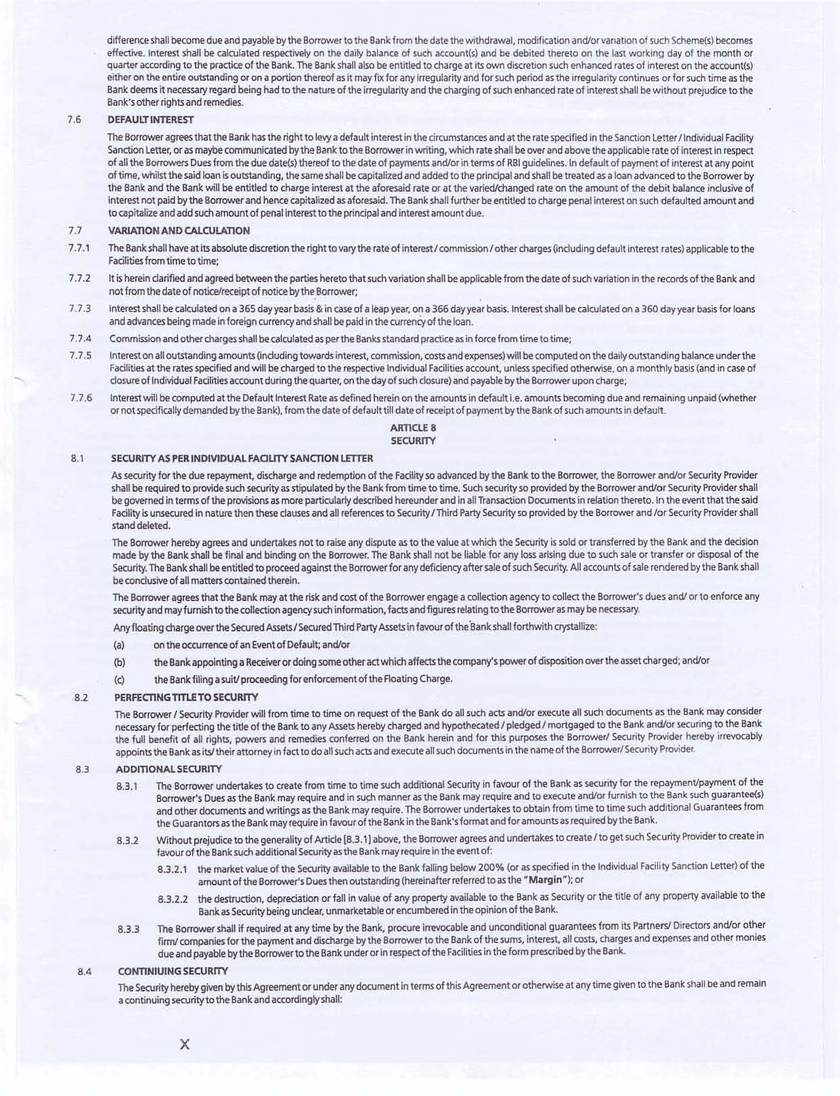 difference shall become due and payable by the Borrower to the Bank from the date the withdrawal, modification and/or variation of such Scheme(s) becomes
effective. Interest shall be calculated respectively on the daily balance of such account(s) and be debited thereto on the last working day of the month or
quarter according to the practice of the Bank. The Bank shall also be entitled to charge at its own discretion such enhanced rates of interest on the account(s)
either on the entire outstanding or on a portion thereof as it may fix for any irregularity and for such period as the irregularity continues or for such time as the
Bank deems it necessary regard being had to the nature of the irregularity and the charging of such enhanced rate of interest shall be without prejudice to the
Bank's other rights and remedies.
7.6 DEFAULT INTEREST
The Borrower agrees that the Bank has the right to levy a default interest in the circumstances and at the rate specified in the Sanction Letter / Individual Facility
Sanction Letter, or as maybe communicated by the Bank to the Borrower in writing, which rate shall be over and above the applicable rate of interest in respect
of all the Borrowers Dues from the due date(s) thereof to the date of payments and/or in terms of RBI guidelines. In default of payment of interest at any point
of time, whilst the said loan is outstanding, the same shall be capitalized and added to the principal and shall be treated as a loan advanced to the Borrower by
the Bank and the Bank will be entitled to charge interest at the aforesaid rate or at the varied/changed rate on the amount of the debit balance inclusive of
interest not paid by the Borrower and hence capitalized as aforesaid. The Bank shall further be entitled to charge penal interest on such defaulted amount and
to capitalize and add such amount of penal interest to the principal and interest amount due.
7.7 VARIATION AND CALCULATION
7.7.1 The Bank shall have at its absolute discretion the right to vary the rate of interest / commission / other charges (including default interest rates) applicable to the
Facilities from time to time;
7.7.2 It is herein clarified and agreed between the parties hereto that such variation shall be applicable from the date of such variation in the records of the Bank and
not from the date of notice/receipt of notice by the Borrower;
7.7.3 Interest shall be calculated on a 365 day year basis & in case of a leap year, on a 366 day year basis. Interest shall be calculated on a 360 day year basis for loans
and advances being made in foreign currency and shall be paid in the currency of the loan.
7.7.4 Commission and other charges shall be calculated as per the Banks standard practice as in force from time to time;
7.7.5 Interest on all outstanding amounts (including towards interest, commission, costs and expenses) will be computed on the daily outstanding balance under the
Facilities at the rates specified and will be charged to the respective Individual Facilities account, unless specified otherwise, on a monthly basis (and in case of
closure of Individual Facilities account during the quarter, on the day of such closure) and payable by the Borrower upon charge;
7.7.6 Interest will be computed at the Default Interest Rate as defined herein on the amounts in default i.e. amounts becoming due and remaining unpaid (whether
or not specifically demanded by the Bank), from the date of default till date of receipt of payment by the Bank of such amounts in default.
ARTICLE 8
SECURITY
8.1 SECURITY AS PER INDIVIDUAL FACILITY SANCTION LETTER
As security for the due repayment, discharge and redemption of the Facility so advanced by the Bank to the Borrower, the Borrower and/or Security Provider
shall be required to provide such security as stipulated by the Bank from time to time. Such security so provided by the Borrower and/or Security Provider shall
be governed in terms of the provisions as more particularly described hereunder and in all Transaction Documents in relation thereto. In the event that the said
Facility is unsecured in nature then these clauses and all references to Security / Third Party Security so provided by the Borrower and /or Security Provider shall
stand deleted.
The Borrower hereby agrees and undertakes not to raise any dispute as to the value at which the Security is sold or transferred by the Bank and the decision
made by the Bank shall be final and binding on the Borrower. The Bank shall not be liable for any loss arising due to such sale or transfer or disposal of the
Security. The Bank shall be entitled to proceed against the Borrower for any deficiency after sale of such Security. All accounts of sale rendered by the Bank shall
be conclusive of all matters contained therein.
The Borrower agrees that the Bank may at the risk and cost of the Borrower engage a collection agency to collect the Borrower's dues and/ or to enforce any
security and may furnish to the collection agency such information, facts and figures relating to the Borrower as may be necessary.
Any floating charge over the Secured Assets / Secured Third Party Assets in favour of the Bank shall forthwith crystallize:
(a) on the occurrence of an Event of Default; and/or
(b) the Bank appointing a Receiver or doing some other act which affects the company's power of disposition over the asset charged; and/or
(c) the Bank filing a suit/ proceeding for enforcement of the Floating Charge.
8.2 PERFECTING TITLE TO SECURITY
The Borrower / Security Provider will from time to time on request of the Bank do all such acts and/or execute all such documents as the Bank may consider
necessary for perfecting the title of the Bank to any Assets hereby charged and hypothecated / pledged / mortgaged to the Bank and/or securing to the Bank
the full benefit of all rights, powers and remedies conferred on the Bank herein and for this purposes the Borrower/ Security Provider hereby irrevocably
appoints the Bank as its/ their attorney in fact to do all such acts and execute all such documents in the name of the Borrower/ Security Provider.
8.3 ADDITIONAL SECURITY
8.3.1 The Borrower undertakes to create from time to time such additional Security in favour of the Bank as security for the repayment/payment of the
Borrower's Dues as the Bank may require and in such manner as the Bank may require and to execute and/or furnish to the Bank such guarantee(s)
and other documents and writings as the Bank may require. The Borrower undertakes to obtain from time to time such additional Guarantees from
the Guarantors as the Bank may require in favour of the Bank in the Bank's format and for amounts as required by the Bank.
8.3.2 Without prejudice to the generality of Article [8.3.1] above, the Borrower agrees and undertakes to create / to get such Security Provider to create in
favour of the Bank such additional Security as the Bank may require in the event of:
8.3.2.1 the market value of the Security available to the Bank falling below 200% (or as specified in the Individual Facility Sanction Letter) of the
amount of the Borrower's Dues then outstanding (hereinafter referred to as the "Margin"); or
8.3.2.2 the destruction, depreciation or fall in value of any property available to the Bank as Security or the title of any property available to the
Bank as Security being unclear, unmarketable or encumbered in the opinion of the Bank.
8.3.3 The Borrower shall if required at any time by the Bank, procure irrevocable and unconditional guarantees from its Partners/ Directors and/or other
firm/ companies for the payment and discharge by the Borrower to the Bank of the sums, interest, all costs, charges and expenses and other monies
due and payable by the Borrower to the Bank under or in respect of the Facilities in the form prescribed by the Bank.
8.4 CONTINIUING SECURITY
The Security hereby given by this Agreement or under any document in terms of this Agreement or otherwise at any time given to the Bank shall be and remain
a continuing security to the Bank and accordingly shall:
X